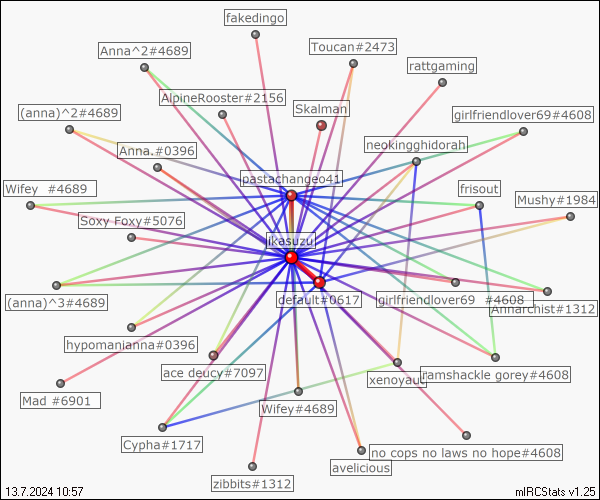 fakedingo
Anna^2#4689
Toucan#2473
rattgaming
AlpineRooster#2156
Skalman
(anna)^2#4689
girlfriendlover69#4608
neokingghidorah
Anna.#0396
pastachangeo41
Wifey #4689
frisout
Mushy#1984
Soxy Foxy#5076
ikasuzu
(anna)^3#4689
default#0617
girlfriendlover69 #4608
Annarchist#1312
hypomanianna#0396
ace deucy#7097
xenoyaut
ramshackle gorey#4608
Mad #6901
Wifey#4689
Cypha#1717
no cops no laws no hope#4608
avelicious
zibbits#1312
13.7.2024 10:57
mIRCStats v1.25